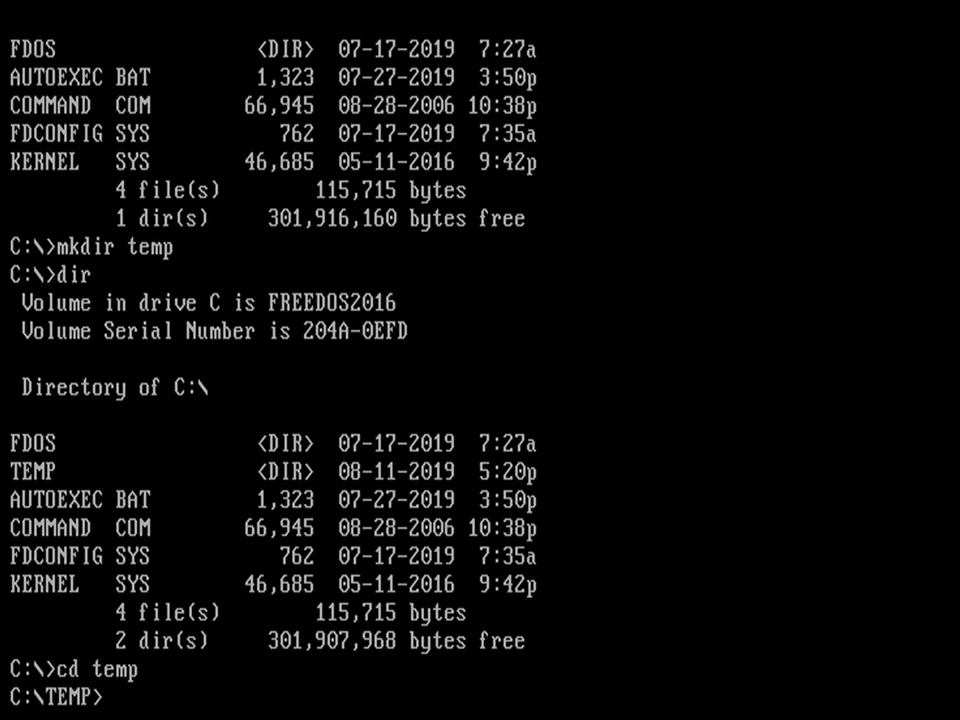 FDOS <DIR> 07-17-2019 7:27a
AUTOEXEC BAT 1,323 07-27-2019 3:50p
COMMAND COM 66,945 08-28-2006 10:38p
FDCONFIG SYS 762 07-17-2019 7:35a
KERNEL SYS 46,685 05-11-2016 9:42p
4 file(s) 115,715 bytes
1 dir(s) 301,916,160 bytes free
C:\>mkdir temp
C:\>dir
Volume in drive C is FREEDOS2016
Volume Serial Number is 204A-0EFD
Directory of C:\
FDOS <DIR> 07-17-2019 7:27a
TEMP <DIR> 08-11-2019 5:20p
AUTOEXEC BAT 1,323 07-27-2019 3:50p
COMMAND COM 66,945 08-28-2006 10:38p
FDCONFIG SYS 762 07-17-2019 7:35a
KERNEL SYS 46,685 05-11-2016 9:42p
4 file(s) 115,715 bytes
2 dir(s) 301,907,968 bytes free
C:\>cd temp
C:\TEMP>